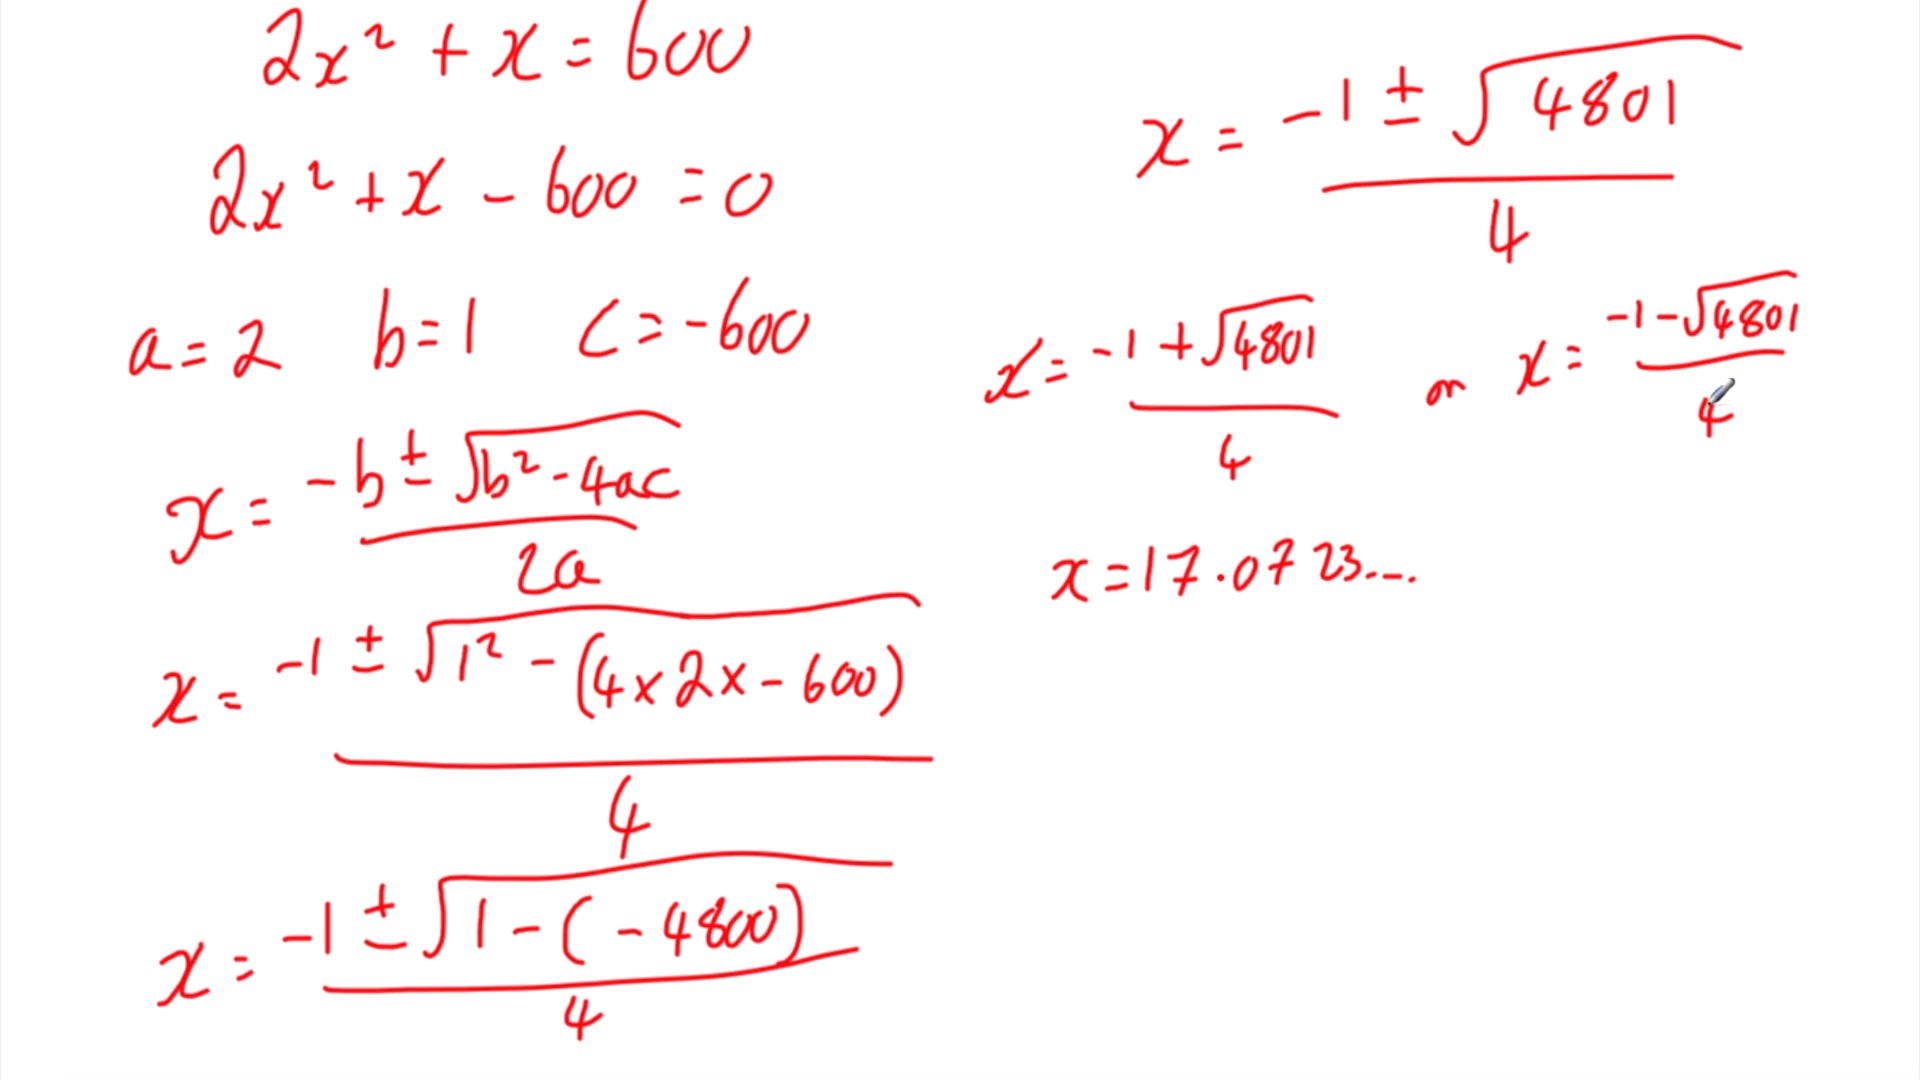 2x² + x = 600
2x² + x - 600 = 0
a = 2 b = 1 c = -600
x = (-b ± √(b² - 4ac)) / 2a
x = (-1 ± √(1² - (4 × 2 × -600))) / 4
x = (-1 ± √(1 - (-4800))) / 4
x = (-1 ± √4801) / 4
x = (-1 + √4801) / 4 or x = (-1 - √4801) / 4
x = 17.0723...